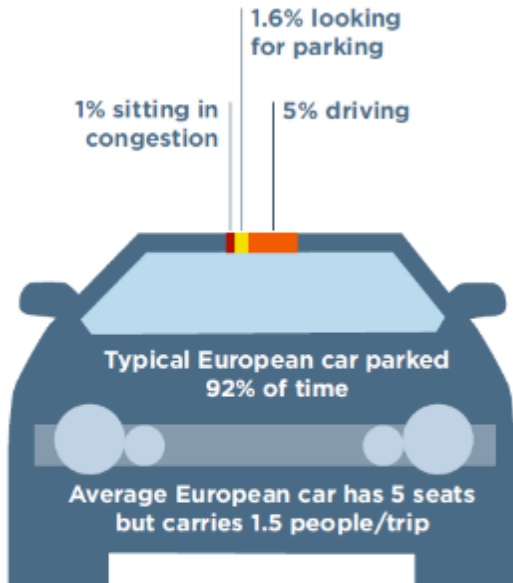 1.6% looking
for parking
1% sitting in
congestion
5% driving
Typical European car parked
92% of time
Average European car has 5 seats
but carries 1.5 people/trip